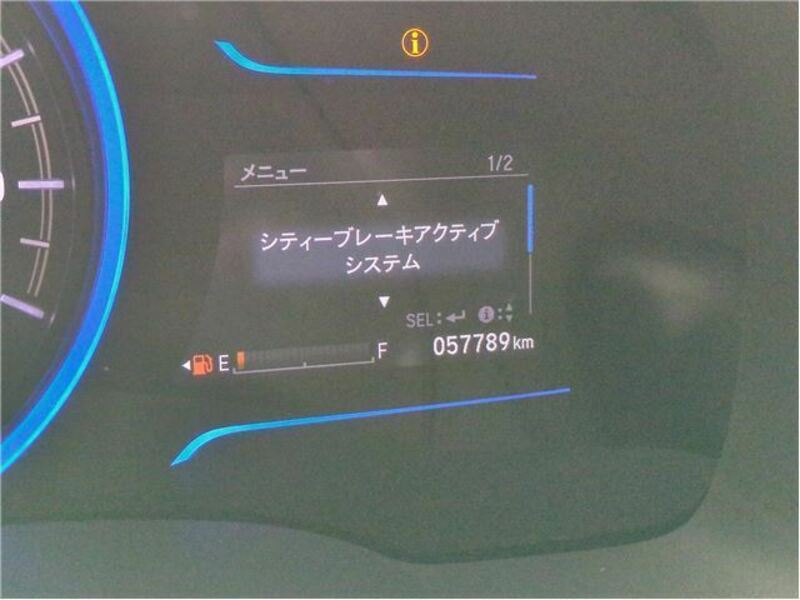 メニュー 1/2
シティーブレーキアクティブ
システム
SEL:
E F 057789km